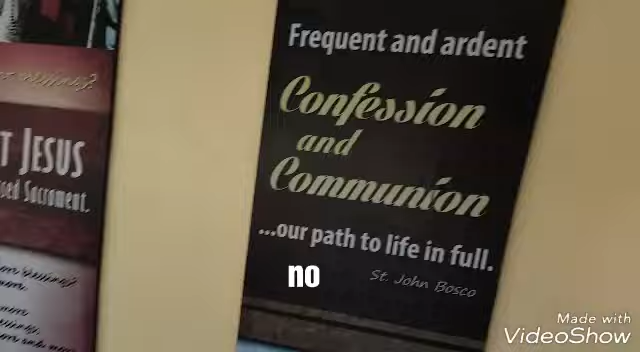 T JESUS
Sacrament.
Frequent and ardent
Confession
and
Communion
...our path to life in full.
St. John Bosco
no
Made with
VideoShow